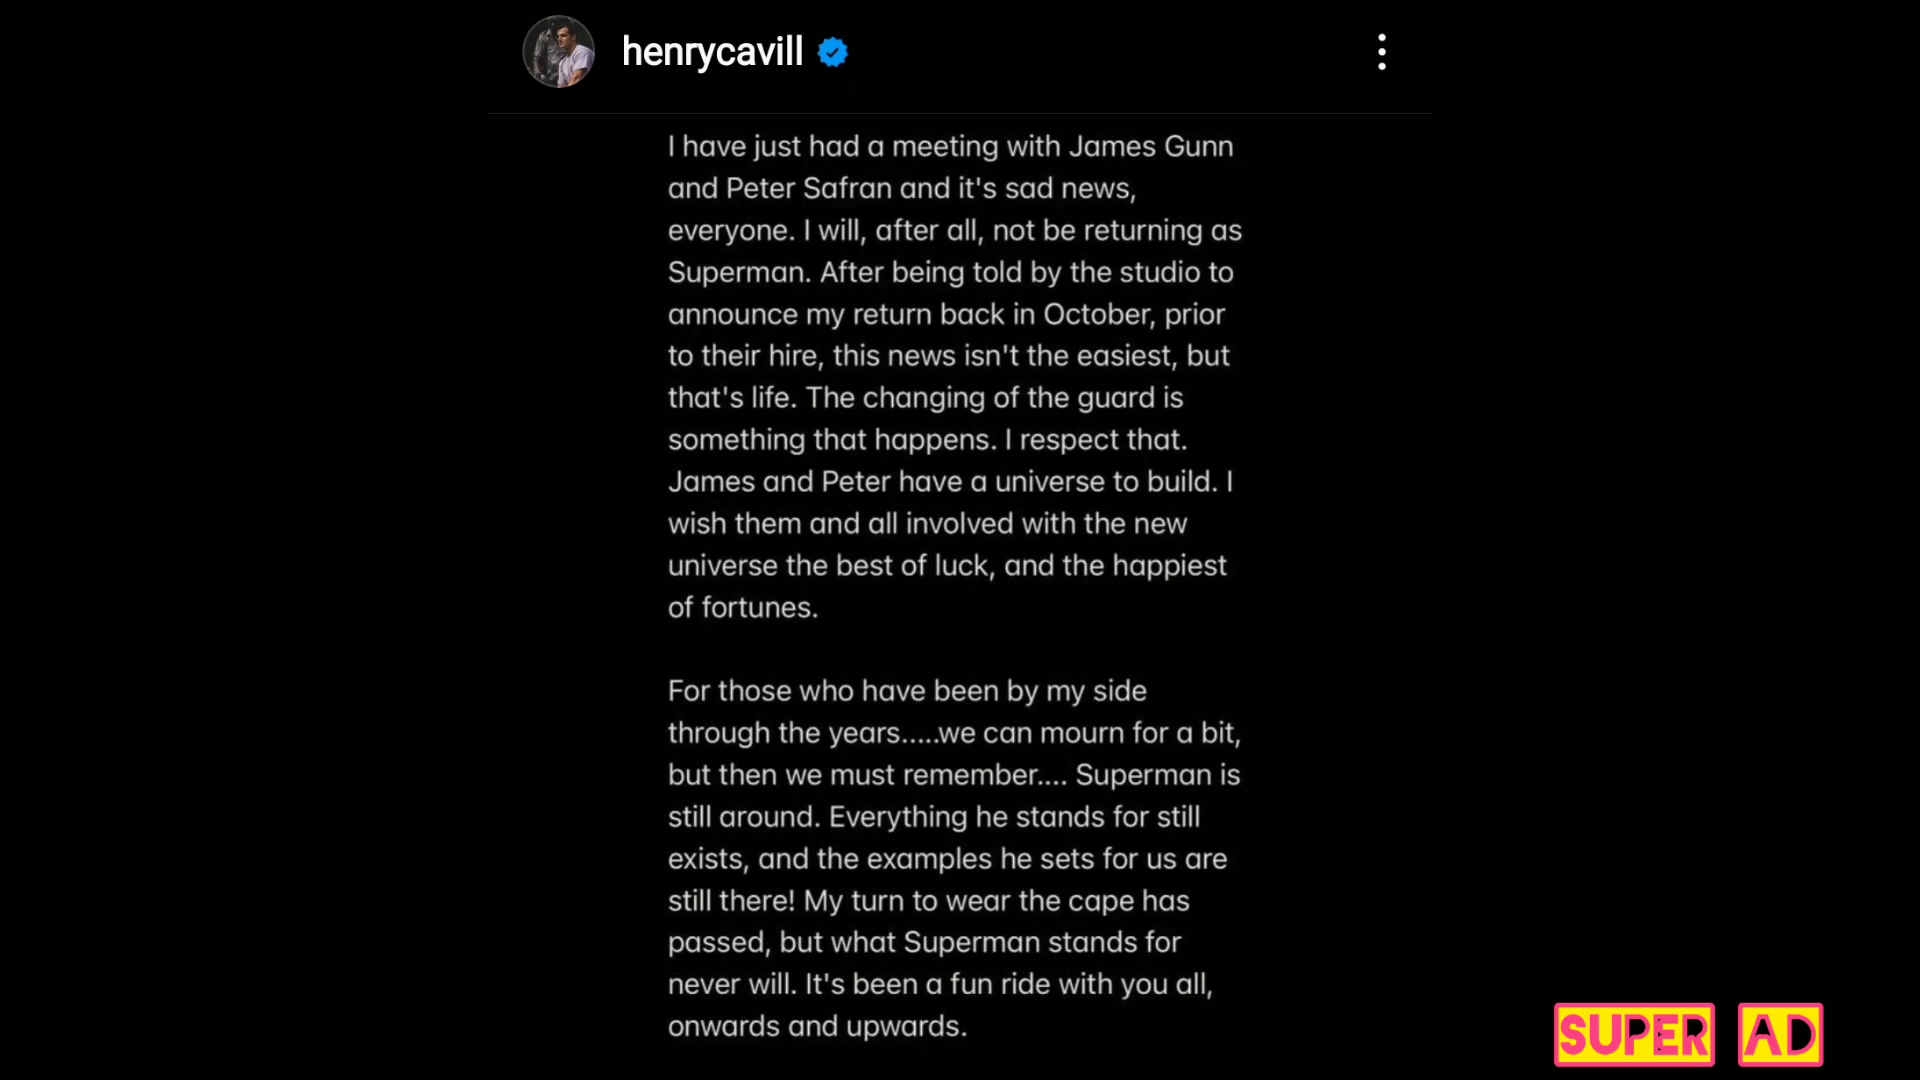 henrycavill
I have just had a meeting with James Gunn
and Peter Safran and it's sad news,
everyone. I will, after all, not be returning as
Superman. After being told by the studio to
announce my return back in October, prior
to their hire, this news isn't the easiest, but
that's life. The changing of the guard is
something that happens. I respect that.
James and Peter have a universe to build. I
wish them and all involved with the new
universe the best of luck, and the happiest
of fortunes.
For those who have been by my side
through the years.....we can mourn for a bit,
but then we must remember.... Superman is
still around. Everything he stands for still
exists, and the examples he sets for us are
still there! My turn to wear the cape has
passed, but what Superman stands for
never will. It's been a fun ride with you all,
onwards and upwards.
SUPER AD